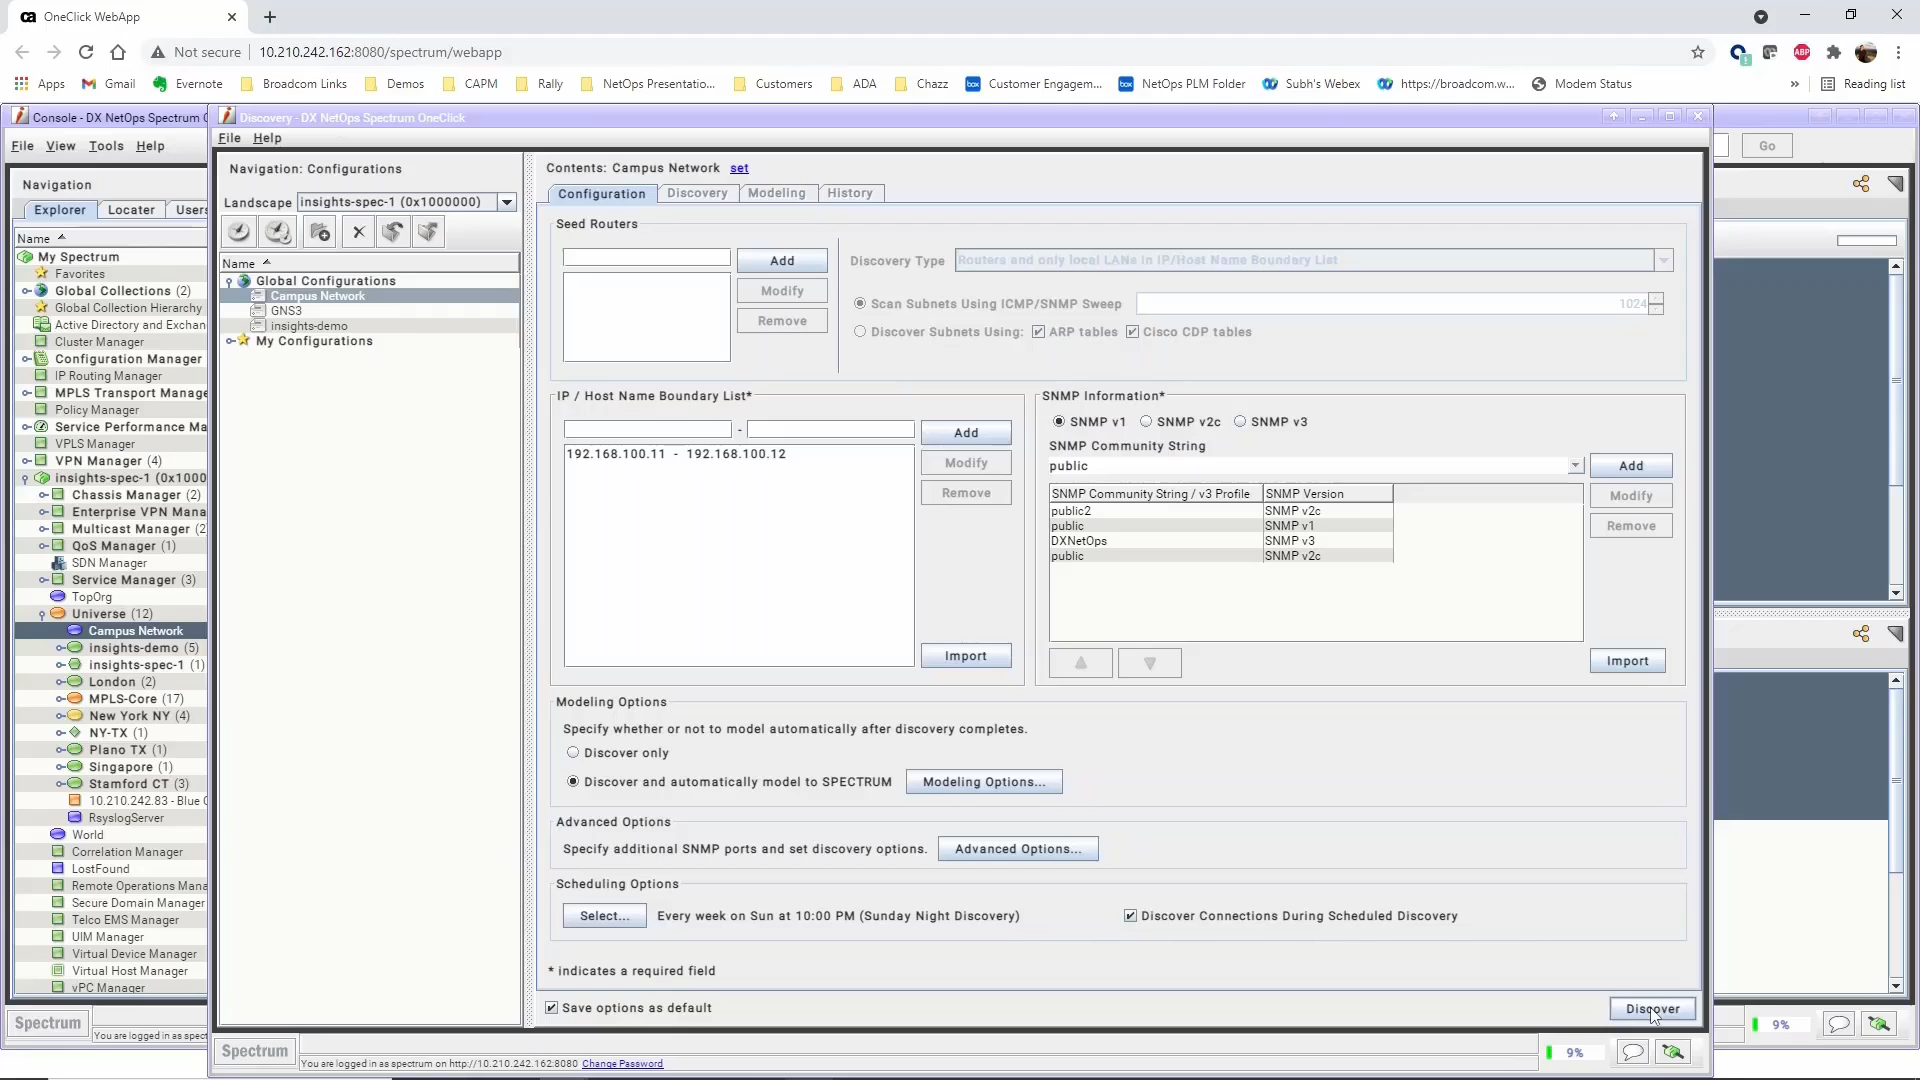 OneClick WebApp
Not secure 10.210.242.162:8080/spectrum/webapp
Apps Gmail Evernote Broadcom Links Demos CAPM Rally NetOps Presentatio... Customers ADA Chazz Customer Engagem... NetOps PLM Folder Subh's Webex https://broadcom.w... Modem Status » Reading list
Console - DX NetOps Spectrum
File View Tools Help
Go
Navigation
Explorer Locater Users
Name
My Spectrum
Favorites
Global Collections (2)
Global Collection Hierarchy
Active Directory and Exchan
Cluster Manager
Configuration Manager
IP Routing Manager
MPLS Transport Manage
Policy Manager
Service Performance Ma
VPLS Manager
VPN Manager (4)
insights-spec-1 (0x1000
Chassis Manager (2)
Enterprise VPN Mana
Multicast Manager (2
QoS Manager (1)
SDN Manager
Service Manager (3)
TopOrg
Universe (12)
Campus Network
insights-demo (5)
insights-spec-1 (1)
London (2)
MPLS-Core (17)
New York NY (4)
NY-TX (1)
Plano TX (1)
Singapore (1)
Stamford CT (3)
10.210.242.83 - Blue C
RsyslogServer
World
Correlation Manager
LostFound
Remote Operations Mana
Secure Domain Manager
Telco EMS Manager
UIM Manager
Virtual Device Manager
Virtual Host Manager
vPC Manager
Spectrum
You are logged in as spect
Discovery - DX NetOps Spectrum OneClick
File Help
Navigation: Configurations
Landscape insights-spec-1 (0x1000000)
Name
Global Configurations
Campus Network
GNS3
insights-demo
My Configurations
Contents: Campus Network set
Configuration Discovery Modeling History
Seed Routers
Add
Modify
Remove
Discovery Type Routers and only local LANs in IP/Host Name Boundary List
Scan Subnets Using ICMP/SNMP Sweep 1024
Discover Subnets Using: ARP tables Cisco CDP tables
IP / Host Name Boundary List*
- Add
192.168.100.11 - 192.168.100.12
Modify
Remove
Import
SNMP Information*
SNMP v1 SNMP v2c SNMP v3
SNMP Community String
public Add
SNMP Community String / v3 Profile SNMP Version
public2 SNMP v2c
public SNMP v1
DXNetOps SNMP v3
public SNMP v2c
Modify
Remove
Import
Modeling Options
Specify whether or not to model automatically after discovery completes.
Discover only
Discover and automatically model to SPECTRUM Modeling Options...
Advanced Options
Specify additional SNMP ports and set discovery options. Advanced Options...
Scheduling Options
Select... Every week on Sun at 10:00 PM (Sunday Night Discovery) Discover Connections During Scheduled Discovery
* indicates a required field
Save options as default Discover
Spectrum
You are logged in as spectrum on http://10.210.242.162:8080 Change Password
9%
9%